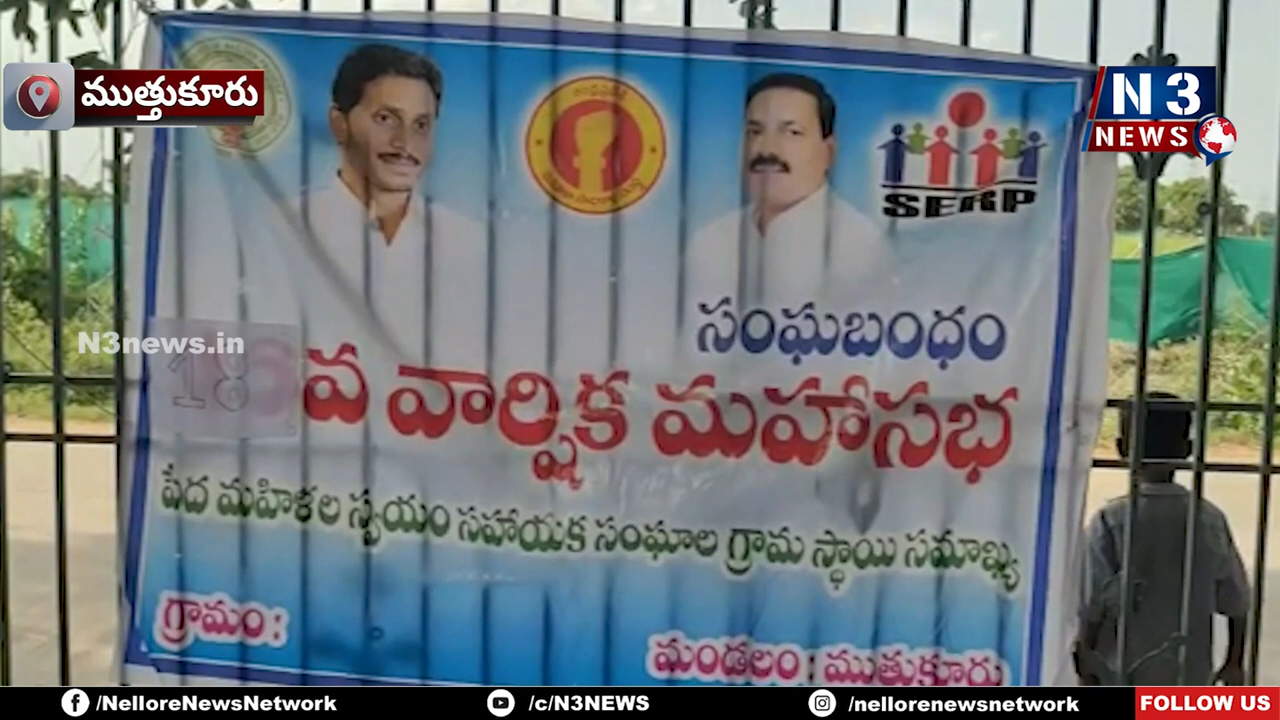 ముత్తుకూరు
N3
NEWS
SERP
సంఘబంధం
N3news.in
18 వ వార్షిక మహాసభ
పేద మహిళల స్వయం సహాయక సంఘాల గ్రామ స్థాయి సమాఖ్య
గ్రామం :
మండలం : ముతుకూరు
/NelloreNewsNetwork
/c/N3NEWS
/nellorenewsnetwork
FOLLOW US